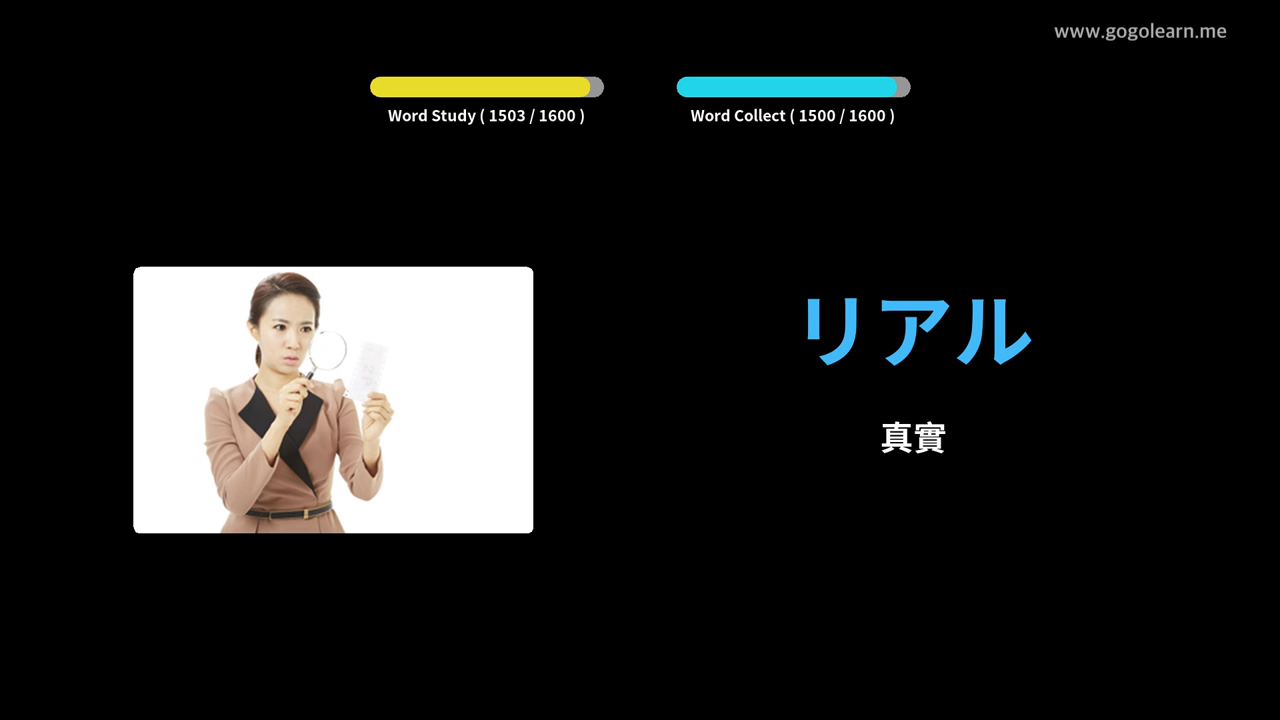 www.gogolearn.me
Word Study ( 1503 / 1600 )
Word Collect ( 1500 / 1600 )
リアル
真實